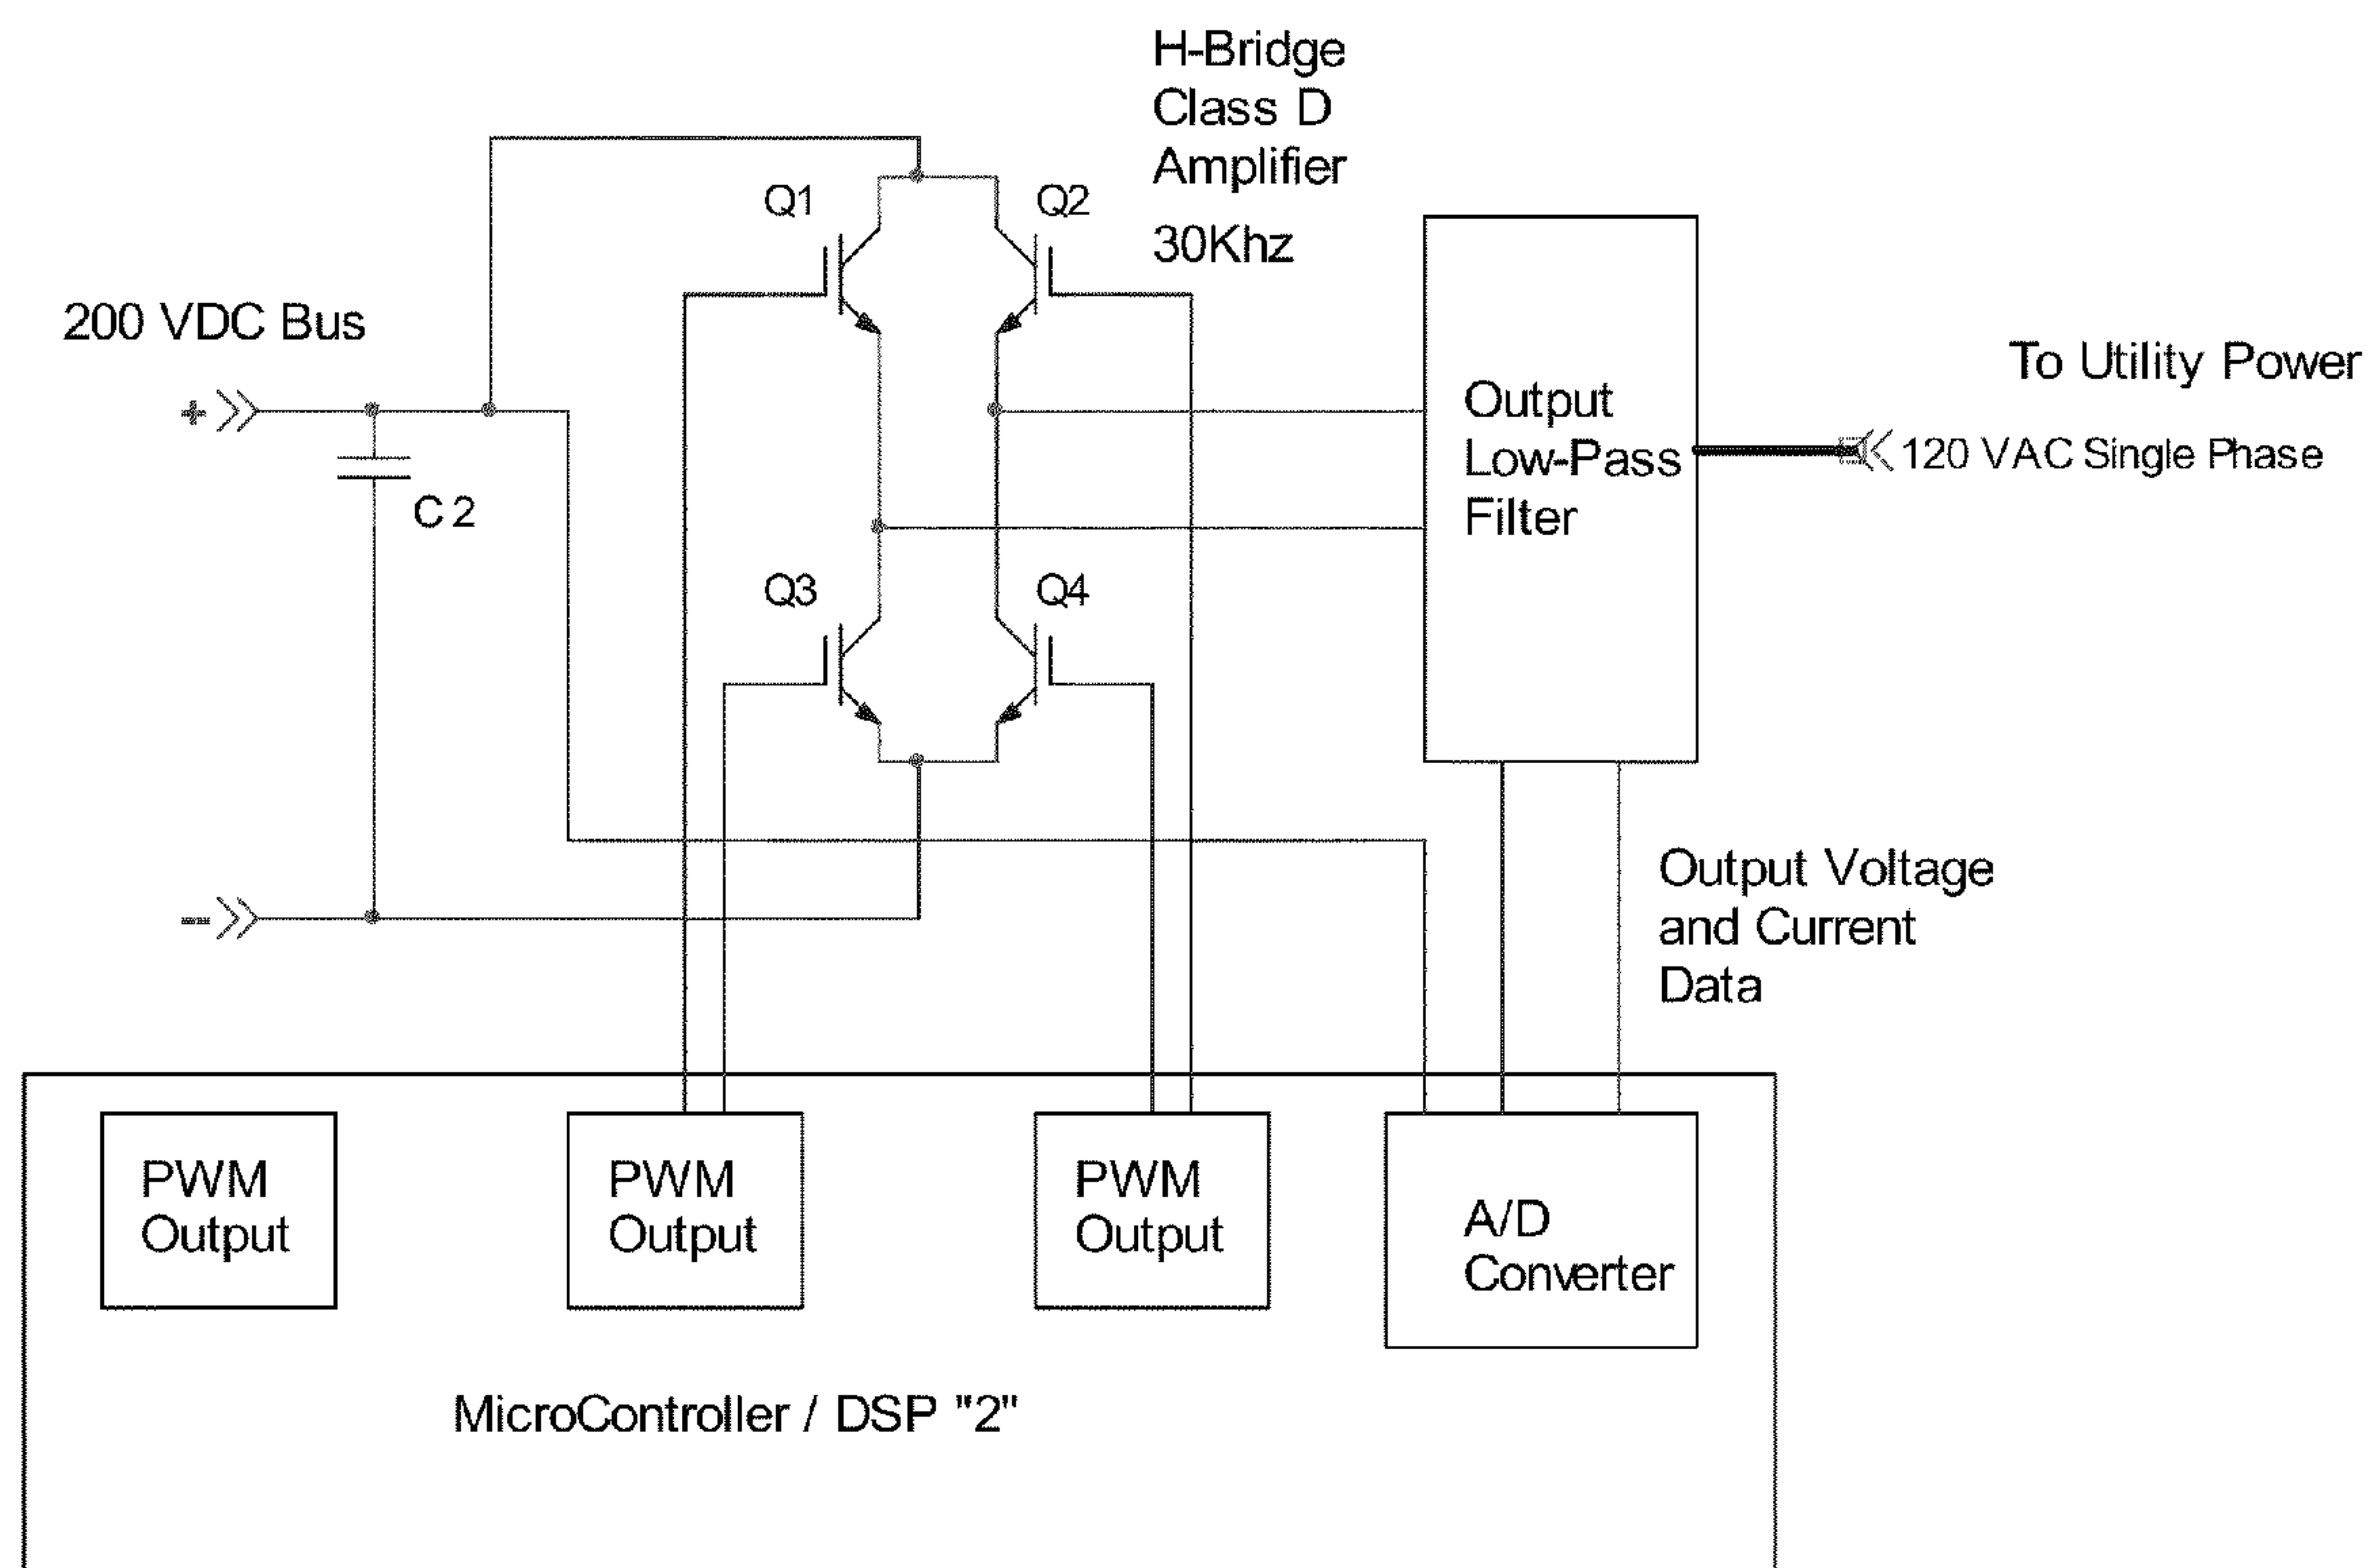 H-Bridge
Class D
Amplifier
30Khz
Q1
Q2
200 VDC Bus
+
C 2
Q3
Q4
Output
Low-Pass
Filter
To Utility Power
120 VAC Single Phase
--
Output Voltage
and Current
Data
PWM
Output
PWM
Output
PWM
Output
A/D
Converter
MicroController / DSP "2"